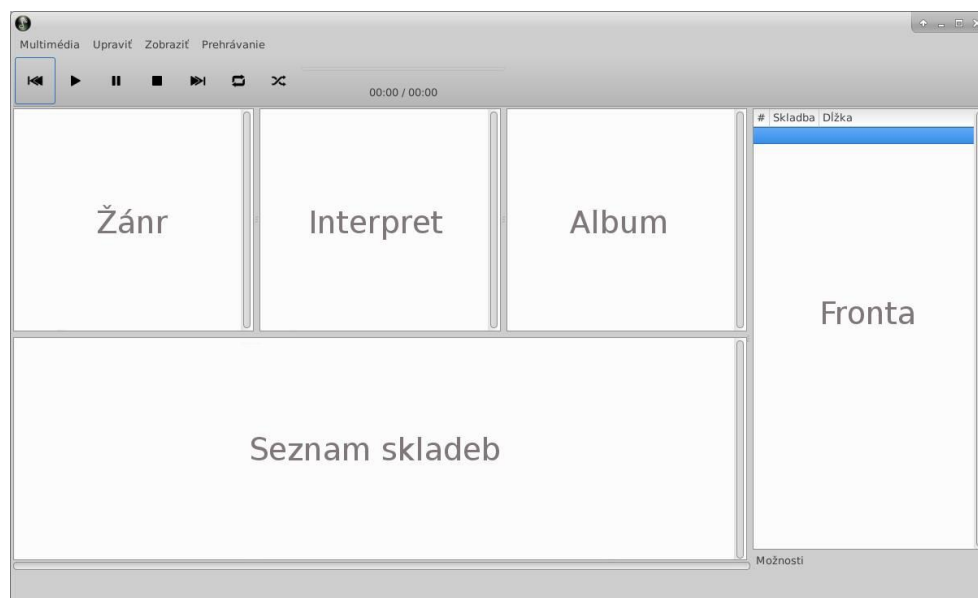 Multimédia Upraviť Zobraziť Prehrávanie
00:00 / 00:00
# Skladba Dĺžka
Žánr
Interpret
Album
Fronta
Seznam skladeb
Možnosti